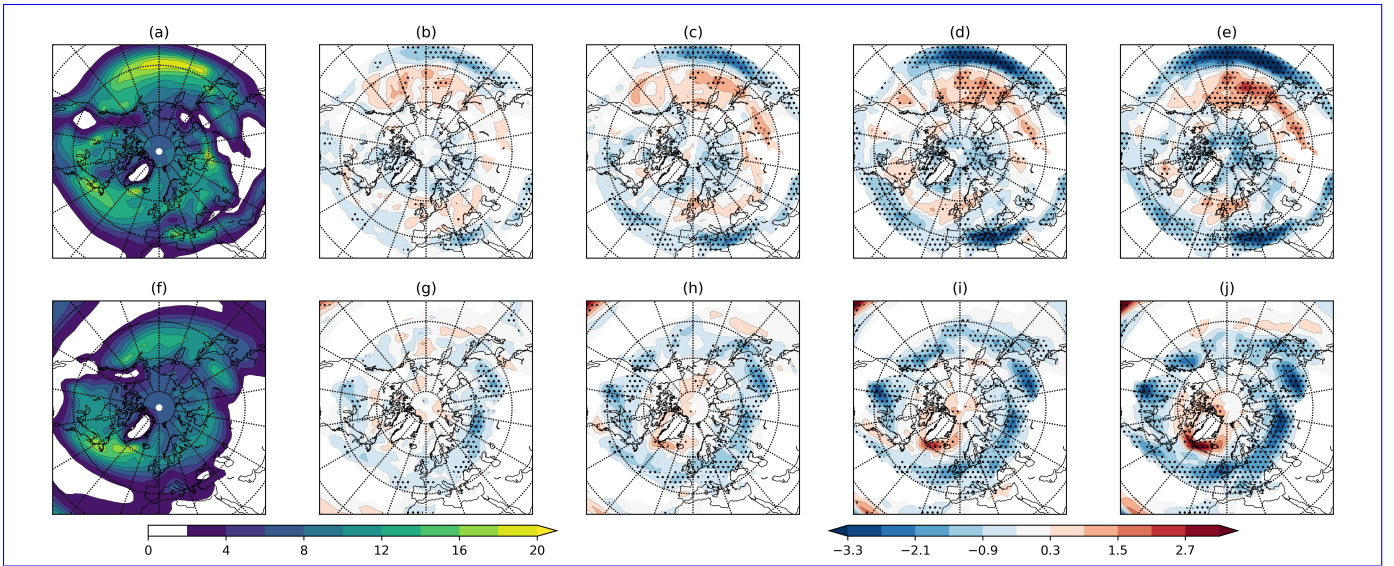 (a) (b) (c) (d) (e)
(f) (g) (h) (i) (j)
0 4 8 12 16 20 −3.3 −2.1 −0.9 0.3 1.5 2.7